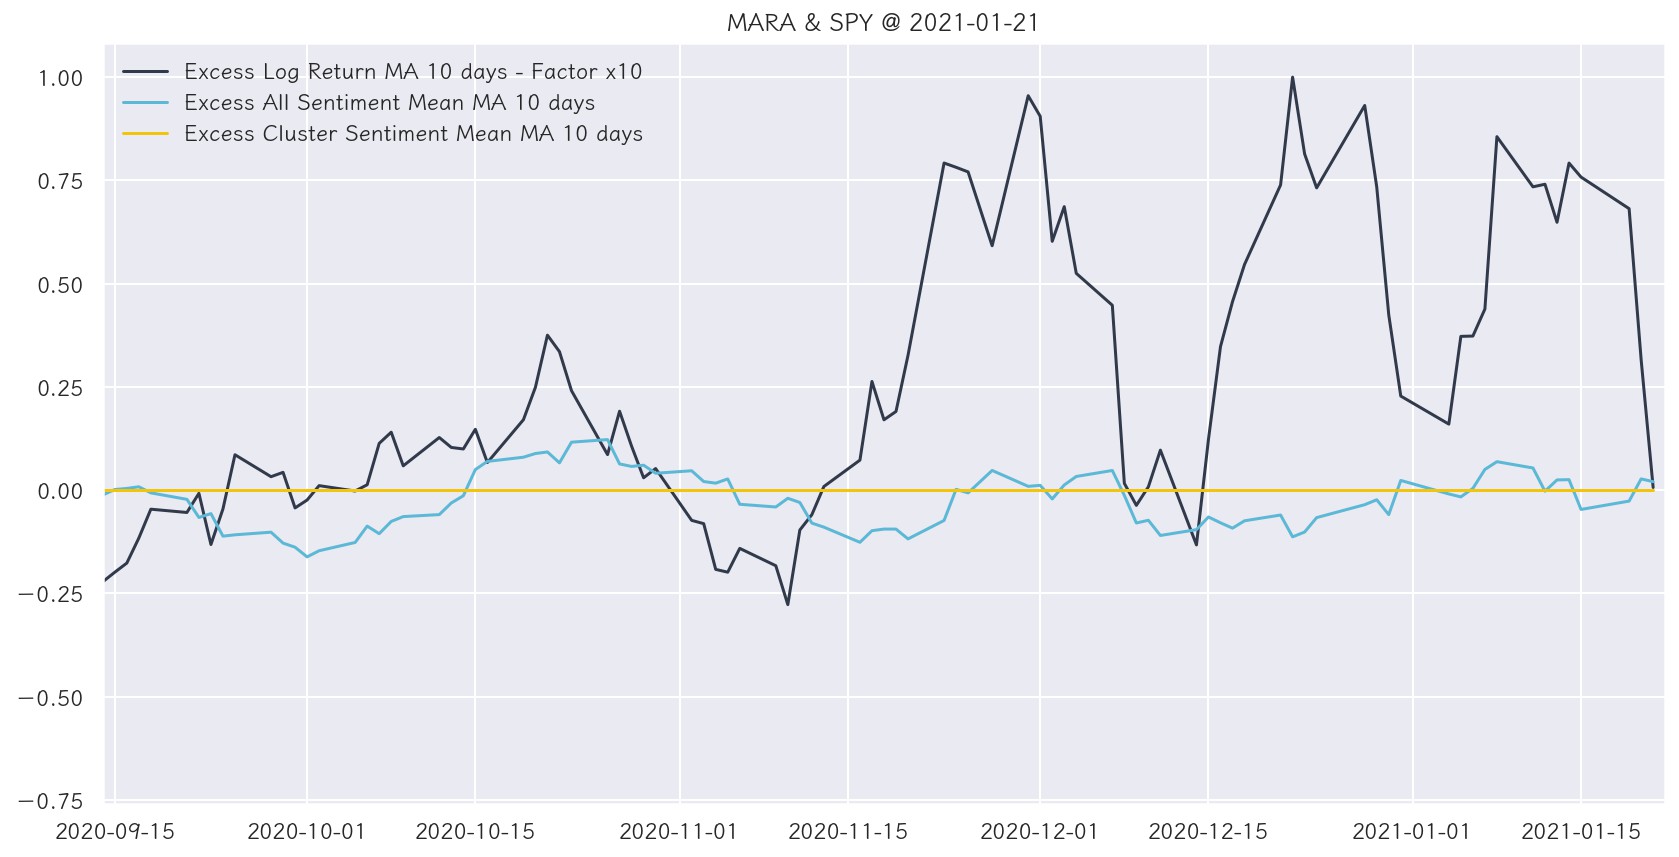 MARA & SPY @ 2021-01-21
Excess Log Return MA 10 days - Factor x10
Excess All Sentiment Mean MA 10 days
Excess Cluster Sentiment Mean MA 10 days
1.00
0.75
0.50
0.25
0.00
−0.25
−0.50
−0.75
2020-09-15 2020-10-01 2020-10-15 2020-11-01 2020-11-15 2020-12-01 2020-12-15 2021-01-01 2021-01-15